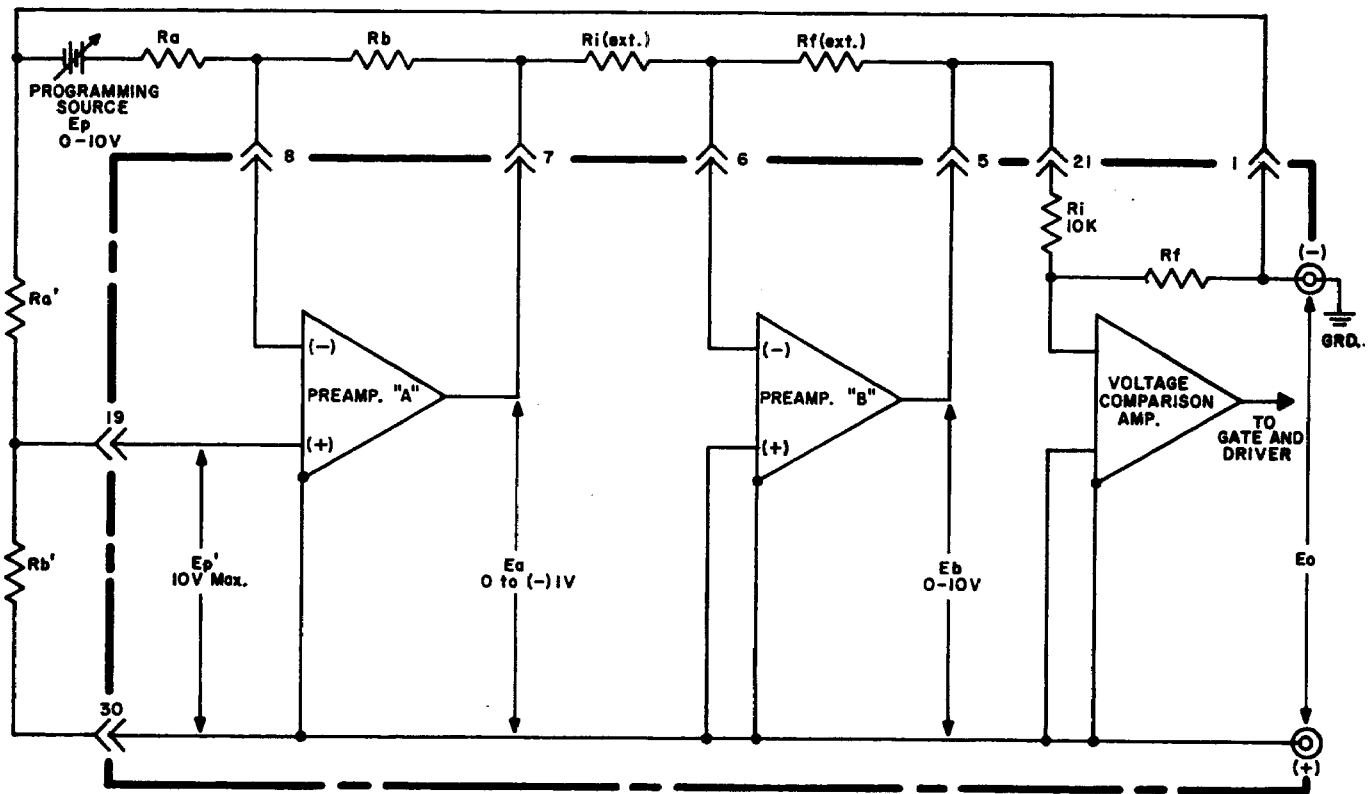 Ra
Rb
Ri(ext.)
Rf(ext.)
PROGRAMMING
SOURCE
Ep
0-10V
8
7
6
5
21
1
Ri
10K
Rf
(-)
GRD.
Ra'
(-)
PREAMP. "A"
(+)
(-)
PREAMP. "B"
(+)
VOLTAGE
COMPARISON
AMP.
TO
GATE AND
DRIVER
19
Rb'
Ep'
10V Max.
Ea
0 to (-) 1V
Eb
0-10V
Eo
30
(+)